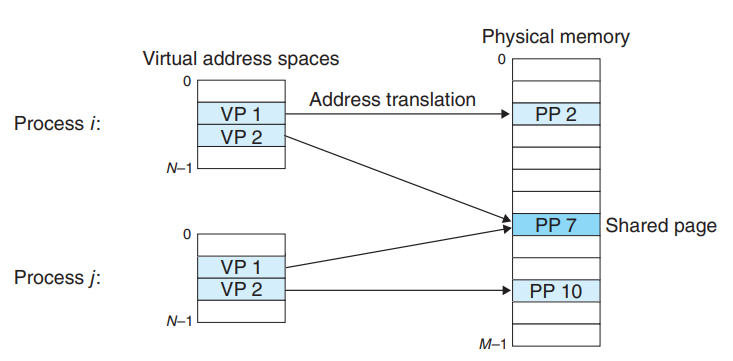 Physical memory
Virtual address spaces
0
0
Address translation
Process i:
VP 1
PP 2
VP 2
N–1
0
PP 7
Shared page
Process j:
VP 1
VP 2
PP 10
N–1
M–1